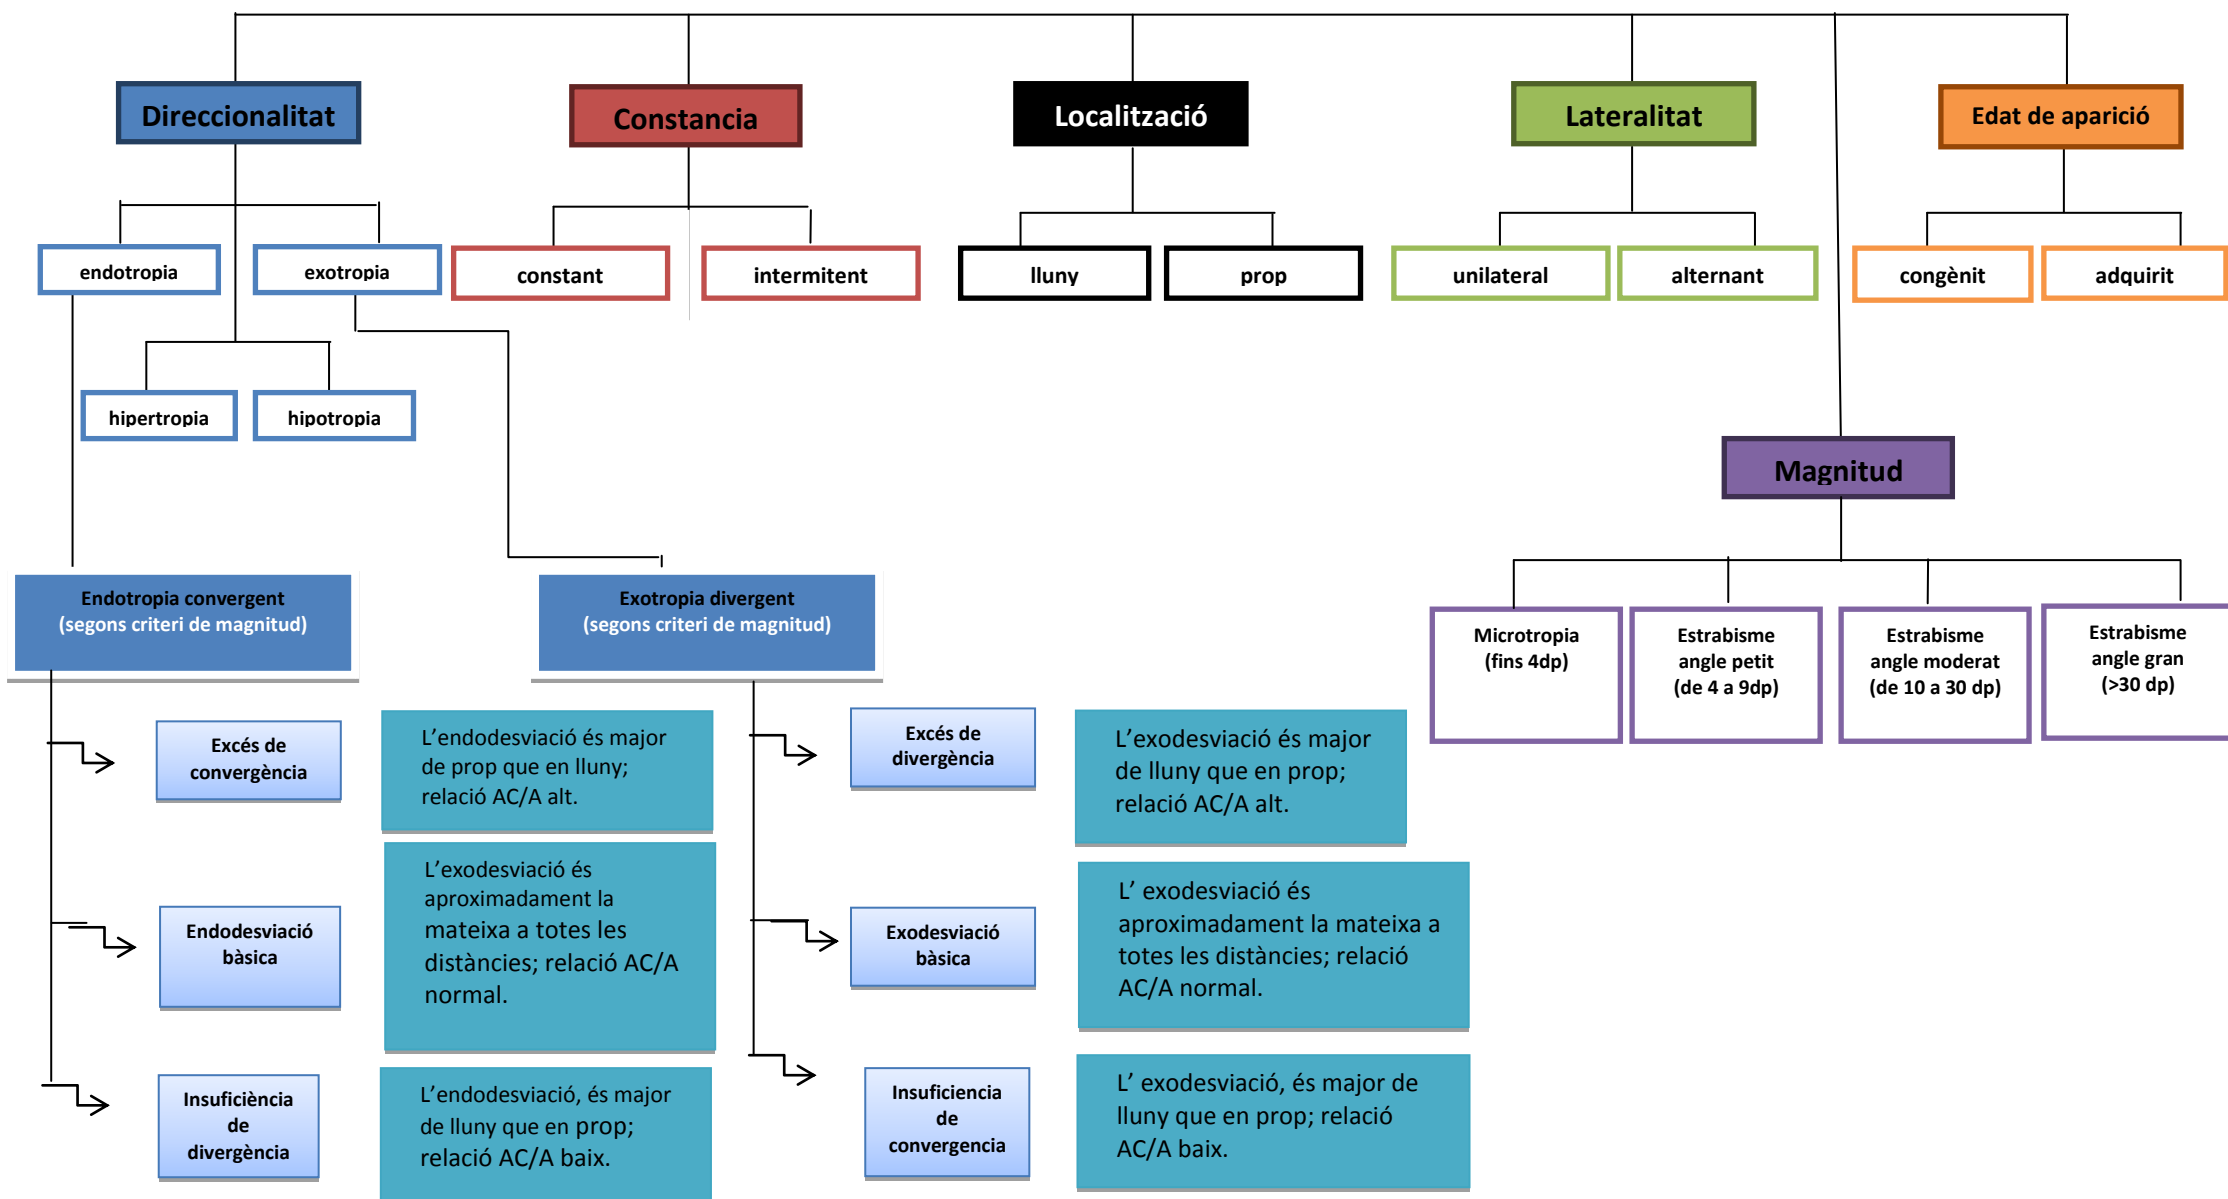 Direccionalitat
Constancia
Localització
Lateralitat
Edat de aparició
endotropia
exotropia
constant
intermitent
lluny
prop
unilateral
alternant
congènit
adquirit
hipertropia
hipotropia
Magnitud
Endotropia convergent
(segons criteri de magnitud)
Exotropia divergent
(segons criteri de magnitud)
Microtropia
(fins 4dp)
Estrabisme
angle petit
(de 4 a 9dp)
Estrabisme
angle moderat
(de 10 a 30 dp)
Estrabisme
angle gran
(>30 dp)
Excés de
convergència
L'endodesviació és major
de prop que en lluny;
relació AC/A alt.
Excés de
divergència
L'exodesviació és major
de lluny que en prop;
relació AC/A alt.
Endodesviació
bàsica
L'exodesviació és
aproximadament la
mateixa a totes les
distàncies; relació AC/A
normal.
Exodesviació
bàsica
L' exodesviació és
aproximadament la mateixa a
totes les distàncies; relació
AC/A normal.
Insuficiència
de
divergència
L'endodesviació, és major
de lluny que en prop;
relació AC/A baix.
Insuficiencia
de
convergencia
L' exodesviació, és major de
lluny que en prop; relació
AC/A baix.